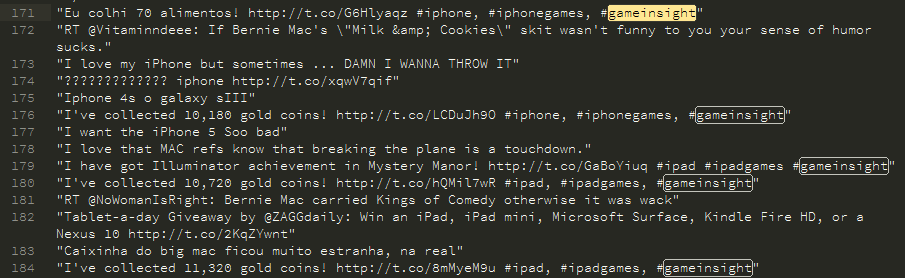 171 "Eu colhi 70 alimentos! http://t.co/G6Hlyaqz #iphone, #iphonegames, #gameinsight"
172 "RT @Vitaminndeee: If Bernie Mac's \"Milk &amp; Cookies\" skit wasn't funny to you your sense of humor
sucks."
173 "I love my iPhone but sometimes ... DAMN I WANNA THROW IT"
174 "????????????? iphone http://t.co/xqwV7qif"
175 "Iphone 4s o galaxy sIII"
176 "I've collected 10,180 gold coins! http://t.co/LCDuJh9O #iphone, #iphonegames, #gameinsight"
177 "I want the iPhone 5 Soo bad"
178 "I love that MAC refs know that breaking the plane is a touchdown."
179 "I have got Illuminator achievement in Mystery Manor! http://t.co/GaBoYiuq #ipad #ipadgames #gameinsight"
180 "I've collected 10,720 gold coins! http://t.co/hQMil7wR #ipad, #ipadgames, #gameinsight"
181 "RT @NoWomanIsRight: Bernie Mac carried Kings of Comedy otherwise it was wack"
182 "Tablet-a-day Giveaway by @ZAGGdaily: Win an iPad, iPad mini, Microsoft Surface, Kindle Fire HD, or a
Nexus 10 http://t.co/2KqZYwnt"
183 "Caixinha do big mac ficou muito estranha, na real"
184 "I've collected 11,320 gold coins! http://t.co/8mMyeM9u #ipad, #ipadgames, #gameinsight"